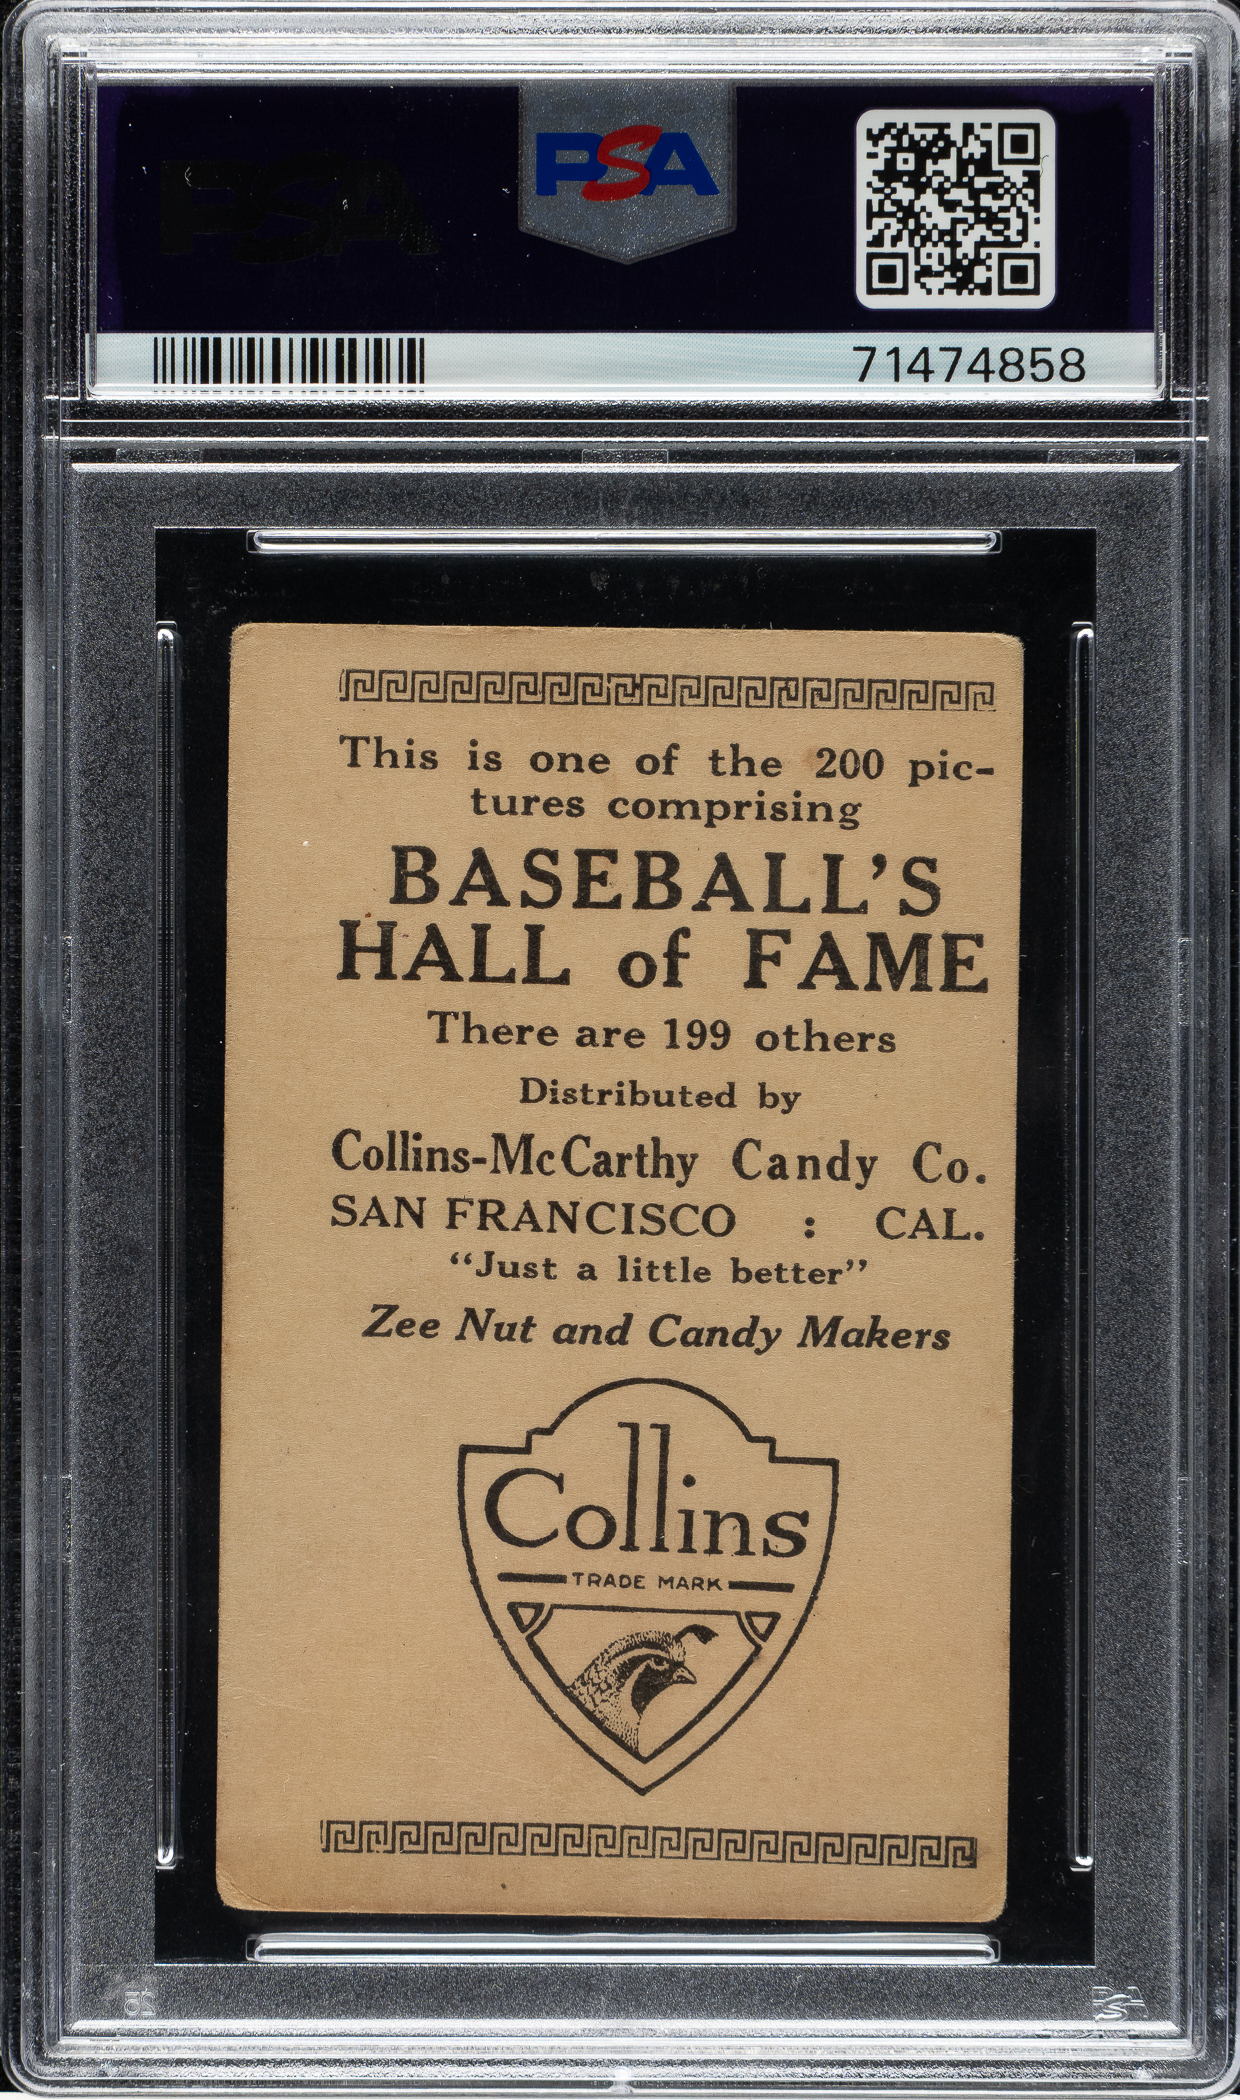 PSA
PSA
71474858
This is one of the 200 pic-
tures comprising
BASEBALL'S
HALL of FAME
There are 199 others
Distributed by
Collins-McCarthy Candy Co.
SAN FRANCISCO : CAL.
"Just a little better"
Zee Nut and Candy Makers
Collins
TRADE MARK